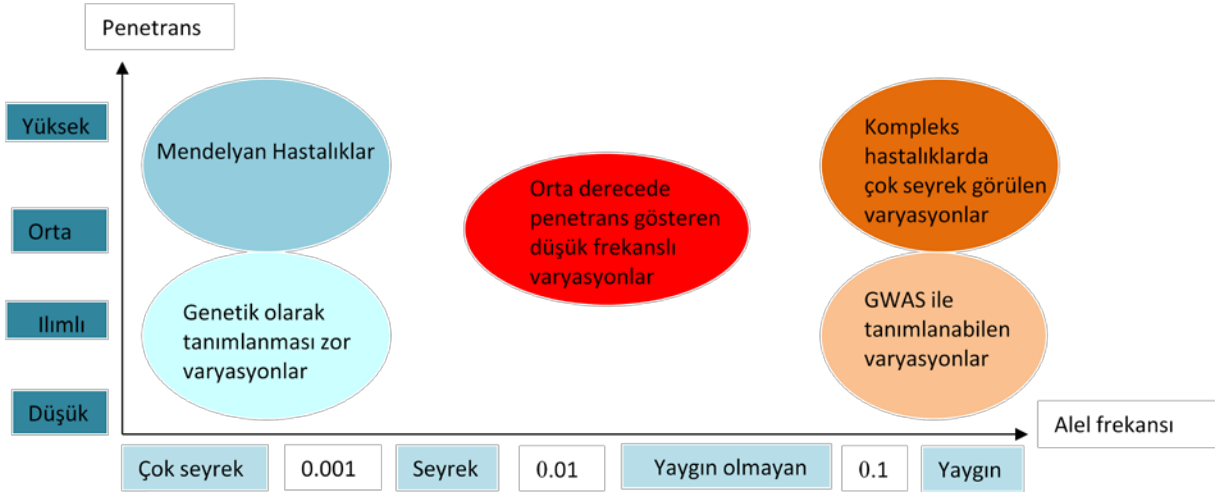 Penetrans
Yüksek
Orta
Ilımlı
Düşük
Mendelyan Hastalıklar
Genetik olarak
tanımlanması zor
varyasyonlar
Orta derecede
penetrans gösteren
düşük frekanslı
varyasyonlar
Kompleks
hastalıklarda
çok seyrek görülen
varyasyonlar
GWAS ile
tanımlanabilen
varyasyonlar
Alel frekansı
Çok seyrek
0.001
Seyrek
0.01
Yaygın olmayan
0.1
Yaygın